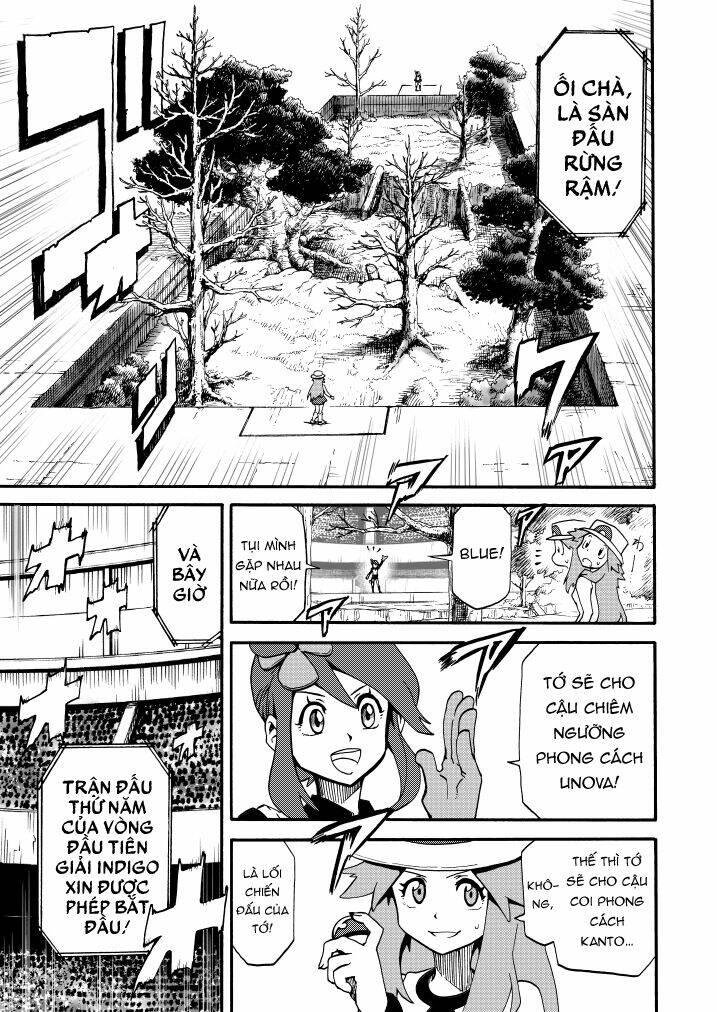 ỐI CHÀ,
LÀ SÀN
ĐẤU
RỪNG
RẬM!
BLUE!
TỤI MÌNH
GẶP NHAU
NỮA RỒI!
TỚ SẼ CHO
CẬU CHIÊM
NGƯỠNG
PHONG CÁCH
UNOVA!
THẾ THÌ TỚ
SẼ CHO CẬU
COI PHONG
CÁCH
KANTO...
KHÔ-
NG,
LÀ LỐI
CHIẾN
ĐẤU CỦA
TỚ!
VÀ
BÂY
GIỜ
TRẬN ĐẤU
THỨ NĂM
CỦA VÒNG
ĐẦU TIÊN
GIẢI INDIGO
XIN ĐƯỢC
PHÉP BẮT
ĐẦU!